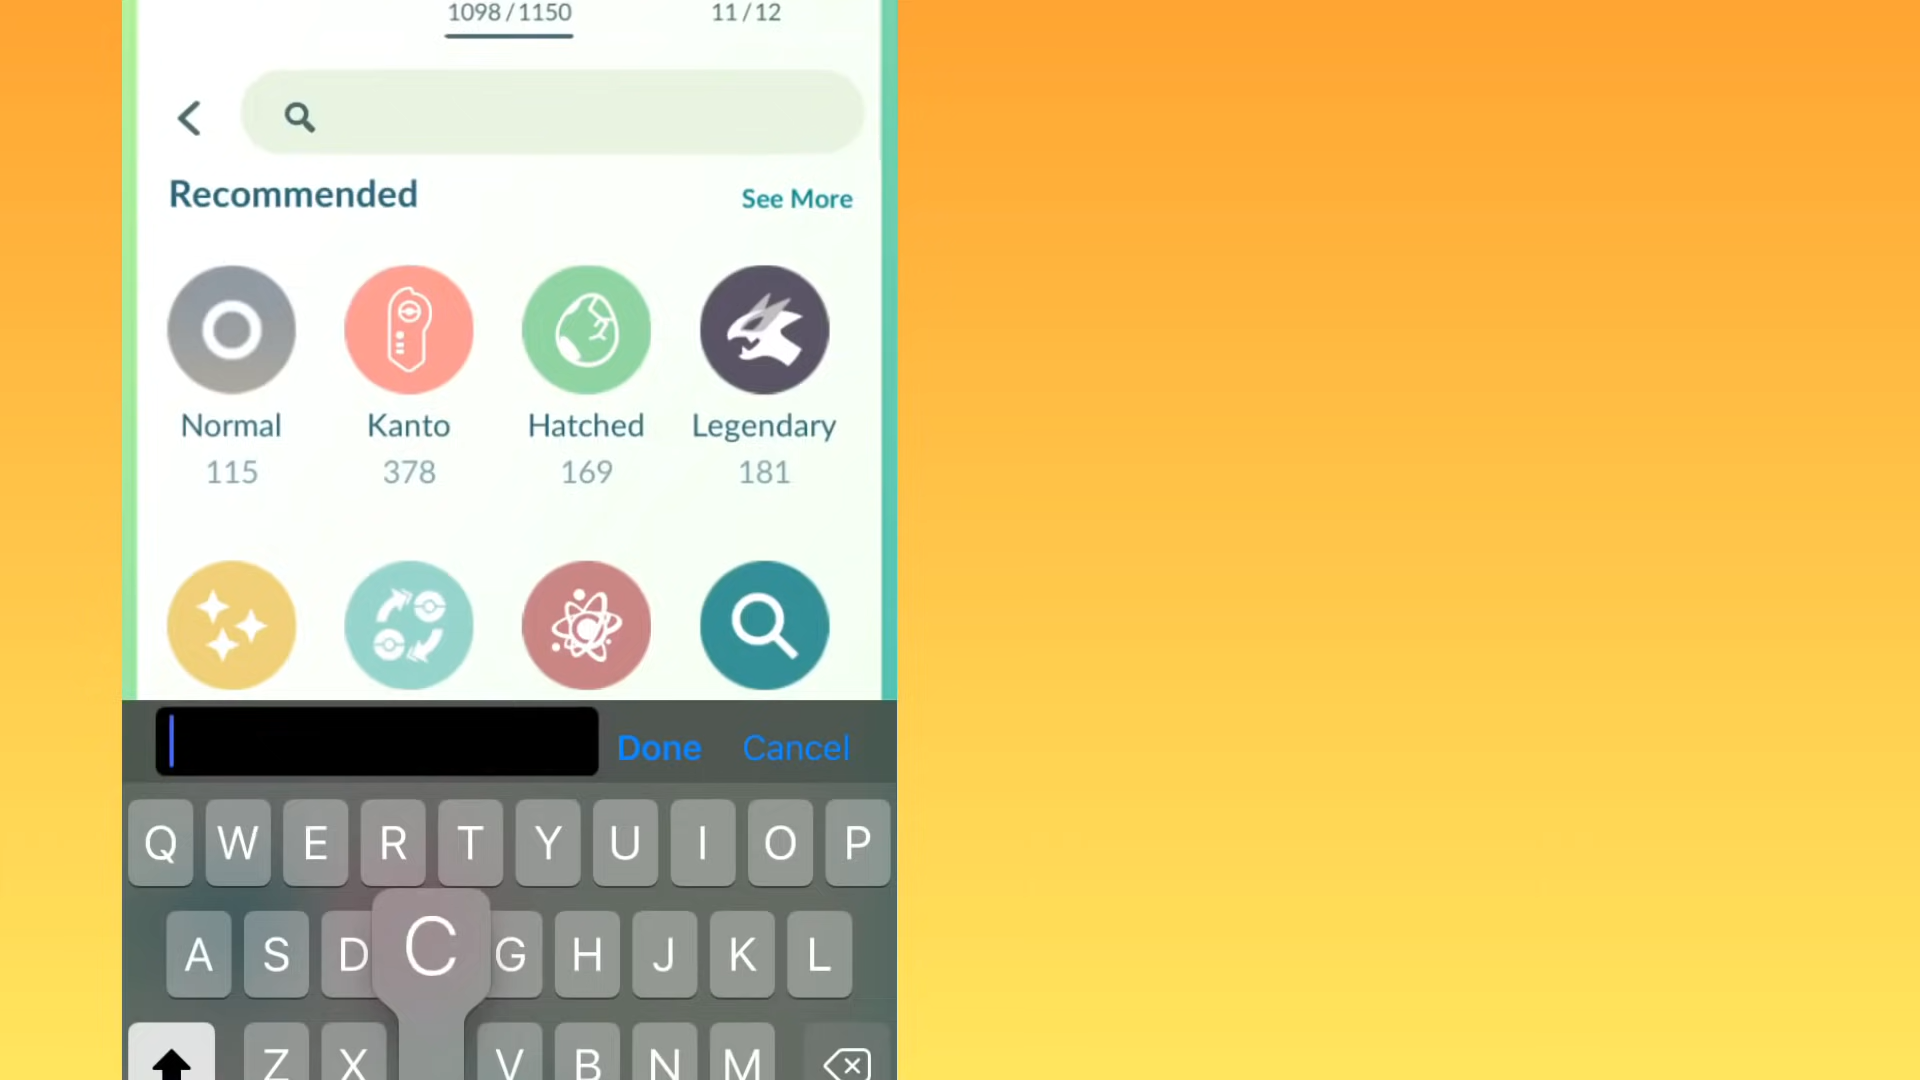 1098/1150 11/12
Recommended See More
Normal Kanto Hatched Legendary
115 378 169 181
Done Cancel
Q W E R T Y U I O P
A S D C G H J K L
Z X V B N M